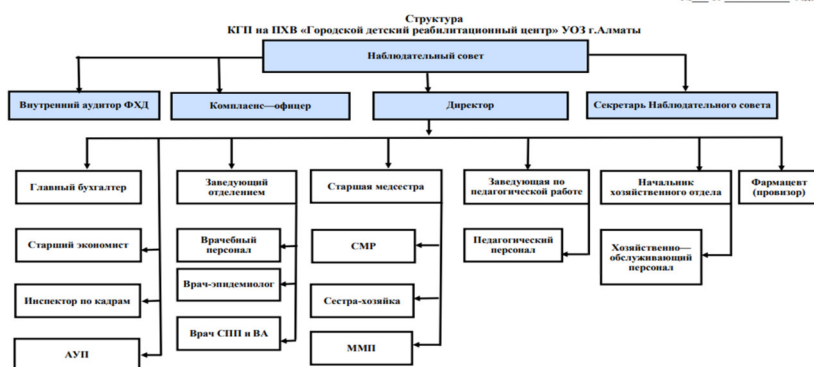 Структура
КГП на ПХВ «Городской детский реабилитационный центр» УОЗ г.Алматы
Наблюдательный совет
Внутренний аудитор ФХД
Комплаенс—офицер
Директор
Секретарь Наблюдательного совета
Главный бухгалтер
Заведующий
отделением
Старшая медсестра
Заведующая по
педагогической работе
Начальник
хозяйственного отдела
Фармацевт
(провизор)
Старший экономист
Врачебный
персонал
СМР
Педагогический
персонал
Хозяйственно—
обслуживающий
персонал
Инспектор по кадрам
Врач-эпидемиолог
Сестра-хозяйка
АУП
Врач СПП и ВА
ММП